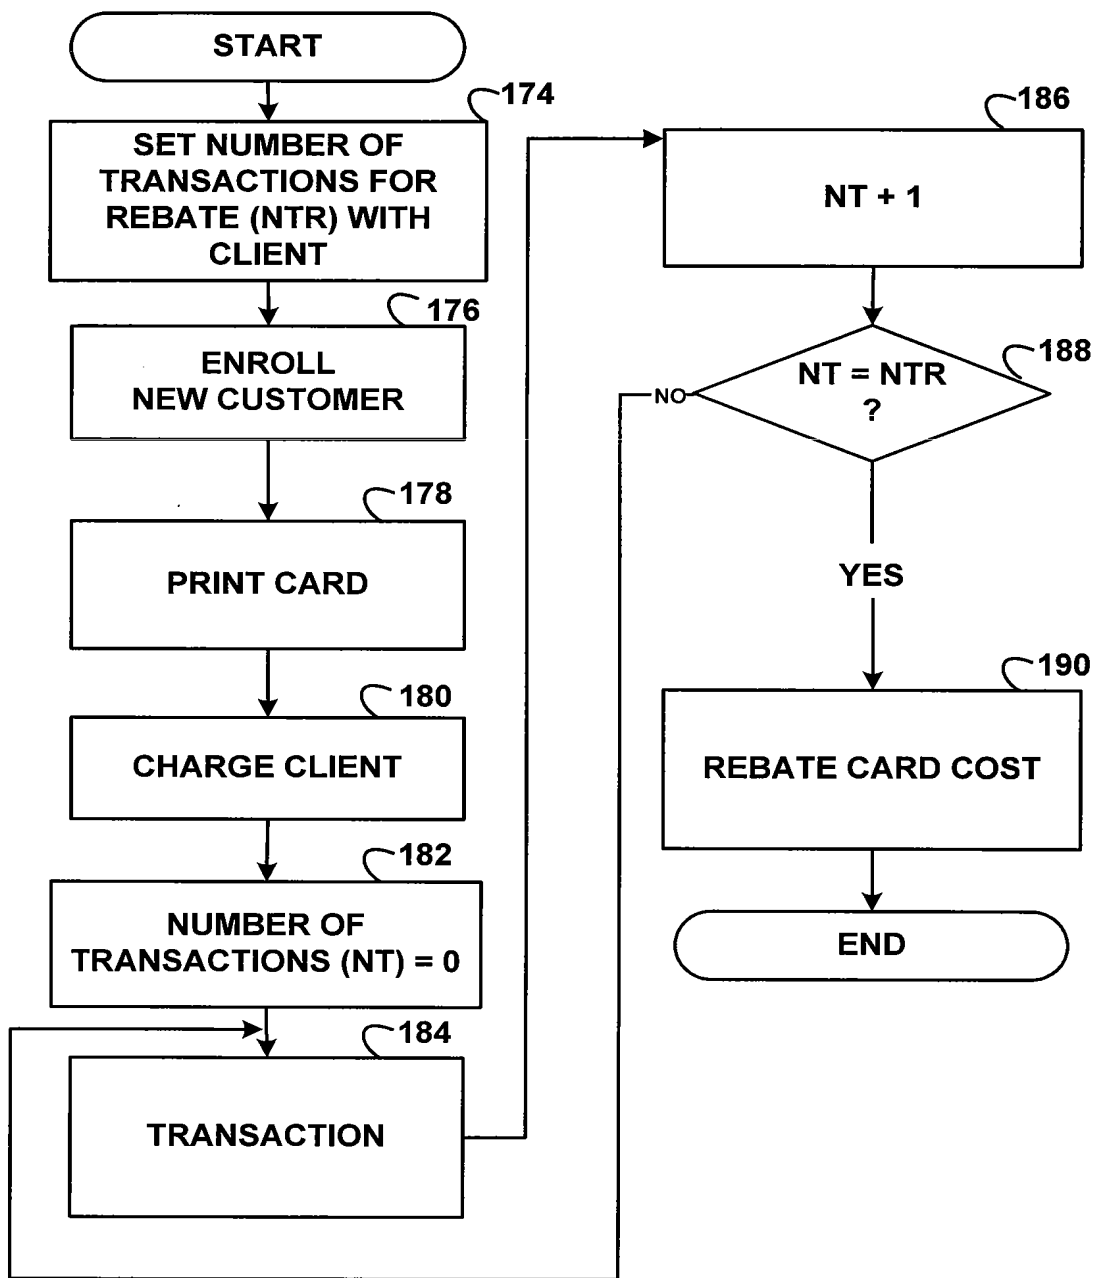 START
174
SET NUMBER OF
TRANSACTIONS FOR
REBATE (NTR) WITH
CLIENT
176
ENROLL
NEW CUSTOMER
178
PRINT CARD
180
CHARGE CLIENT
182
NUMBER OF
TRANSACTIONS (NT) = 0
184
TRANSACTION
186
NT + 1
188
NT = NTR
?
NO
YES
190
REBATE CARD COST
END